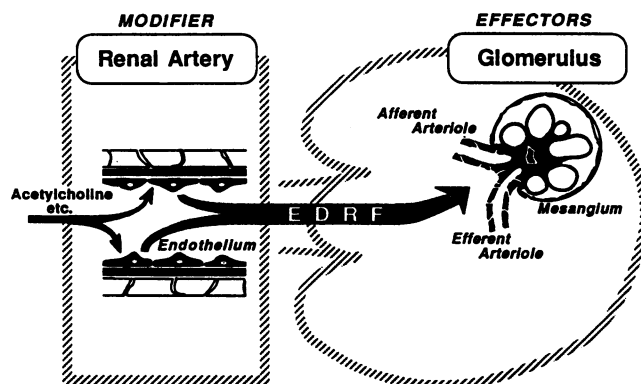 MODIFIER
Renal Artery
EFFECTORS
Glomerulus
Afferent
Arteriole
Acetylcholine
etc.
Endothelium
EDRF
Mesangium
Efferent
Arteriole